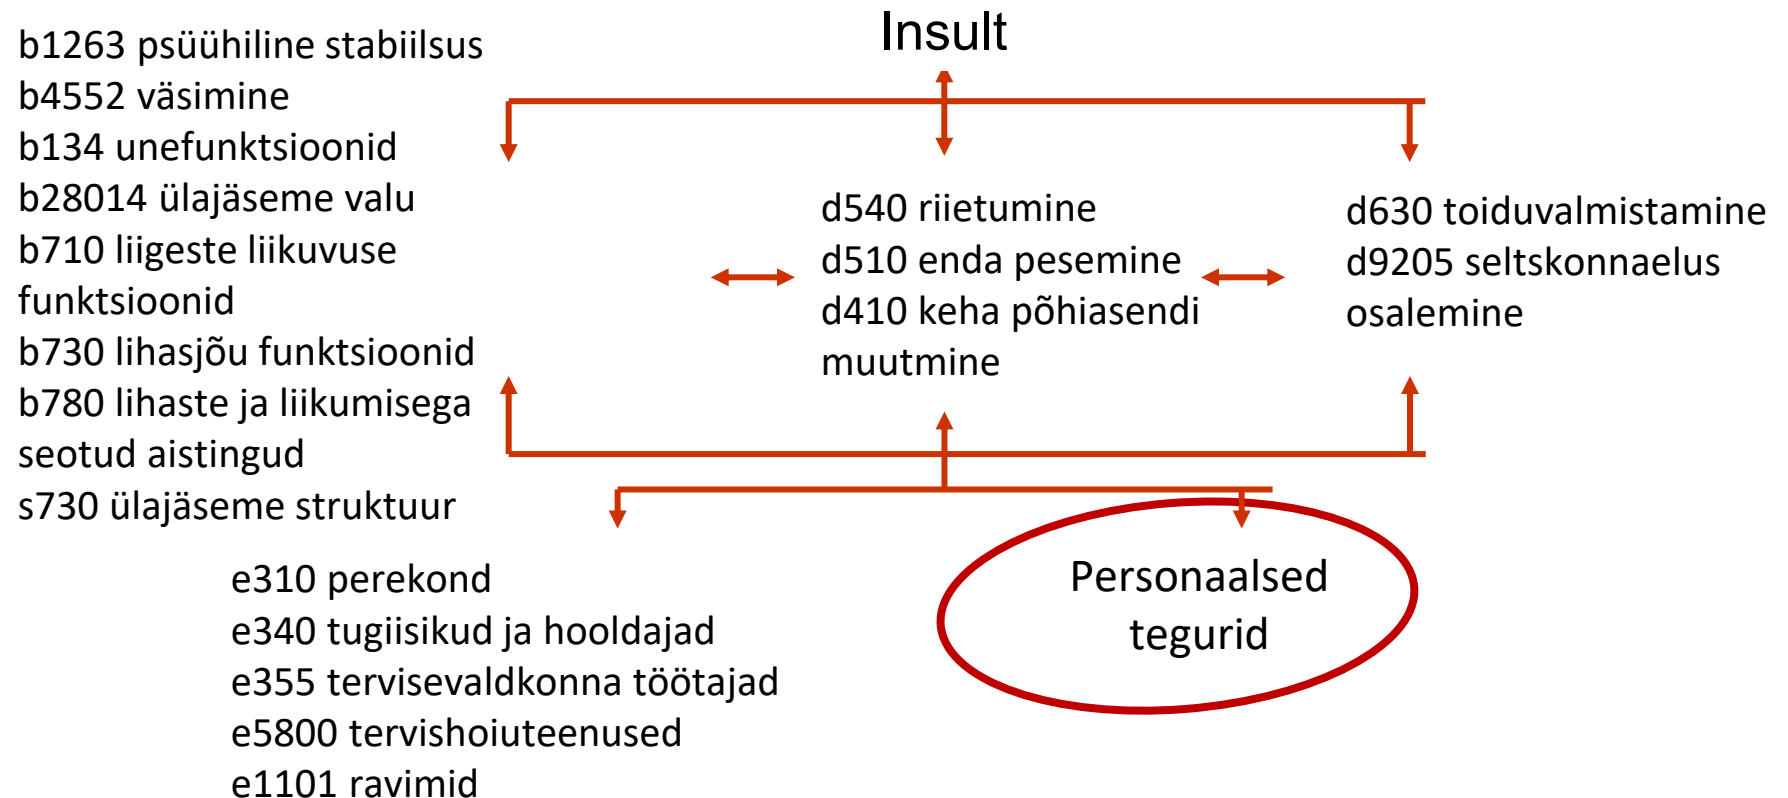 Insult
b1263 psüühiline stabiilsus
b4552 väsimine
b134 unefunktsioonid
b28014 ülajäseme valu
b710 liigeste liikuvuse
funktsioonid
b730 lihasjõu funktsioonid
b780 lihaste ja liikumisega
seotud aistingud
s730 ülajäseme struktuur
d540 riietumine
d510 enda pesemine
d410 keha põhiasendi
muutmine
d630 toiduvalmistamine
d9205 seltskonnaelus
osalemine
e310 perekond
e340 tugiisikud ja hooldajad
e355 tervisevaldkonna töötajad
e5800 tervishoiuteenused
e1101 ravimid
Personaalsed
tegurid